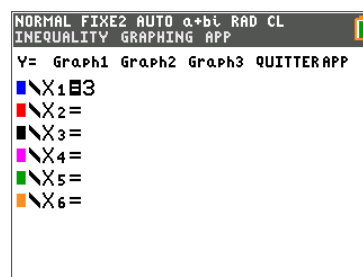 NORMAL FIXE2 AUTO a+bi RAD CL
INEQUALITY GRAPHING APP
Y= Graph1 Graph2 Graph3 QUITTERAPP
X1=3
X2=
X3=
X4=
X5=
X6=